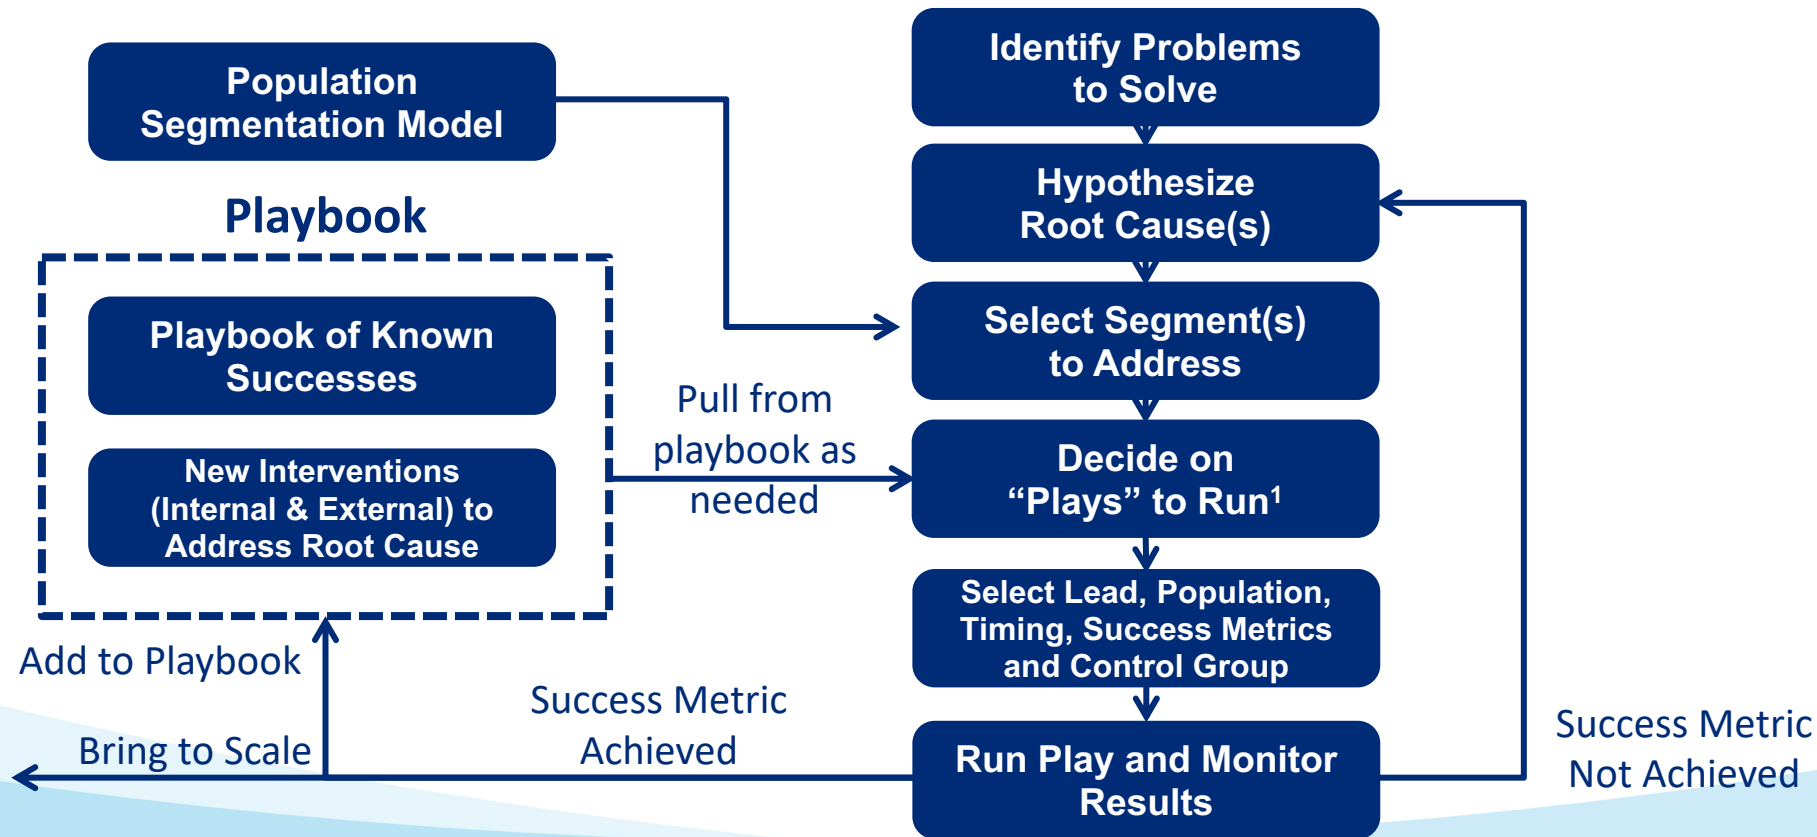 Population
Segmentation Model
Playbook
Playbook of Known
Successes
New Interventions
(Internal & External) to
Address Root Cause
Add to Playbook
Bring to Scale
Success Metric
Achieved
Pull from
playbook as
needed
Identify Problems
to Solve
Hypothesize
Root Cause(s)
Select Segment(s)
to Address
Decide on
“Plays” to Run¹
Select Lead, Population,
Timing, Success Metrics
and Control Group
Run Play and Monitor
Results
Success Metric
Not Achieved